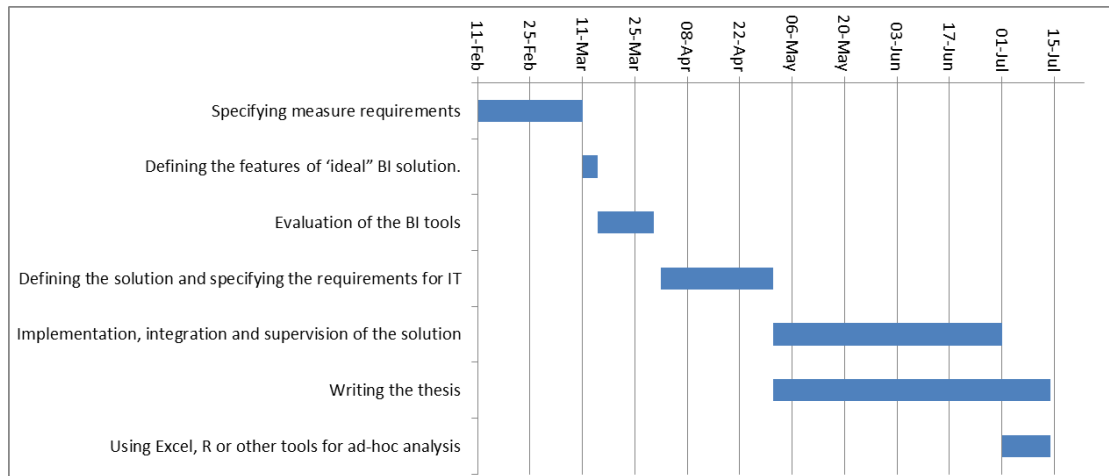 11-Feb
25-Feb
11-Mar
25-Mar
08-Apr
22-Apr
06-May
20-May
03-Jun
17-Jun
01-Jul
15-Jul
Specifying measure requirements
Defining the features of ‘ideal” BI solution.
Evaluation of the BI tools
Defining the solution and specifying the requirements for IT
Implementation, integration and supervision of the solution
Writing the thesis
Using Excel, R or other tools for ad-hoc analysis